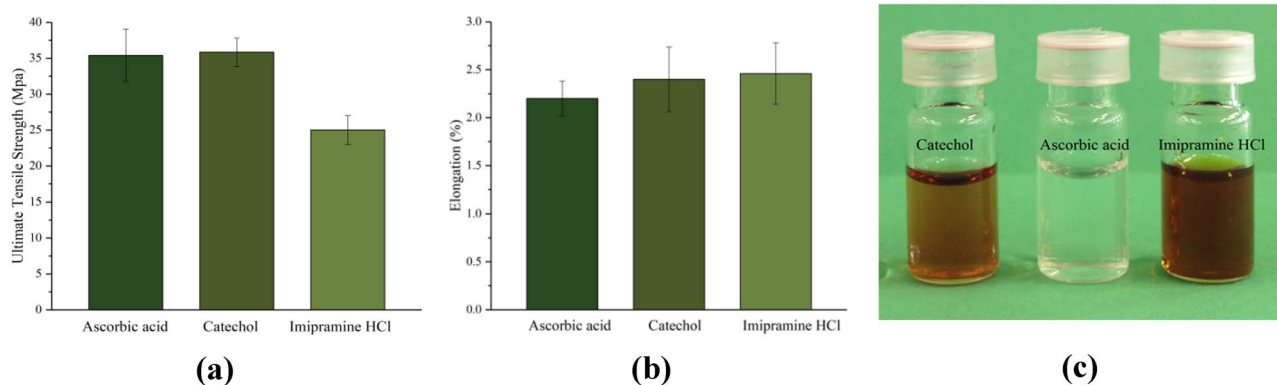 40
35
30
25
20
15
10
5
0
Ultimate Tensile Strength (Mpa)
Ascorbic acid Catechol Imipramine HCl
(a)
3.0
2.5
2.0
1.5
1.0
0.5
0.0
Elongation (%)
Ascorbic acid Catechol Imipramine HCl
(b)
Catechol Ascorbic acid Imipramine HCl
(c)